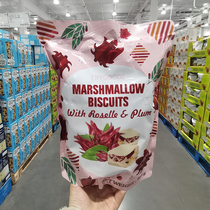 MARSHMALLOW
BISCUITS
With Roselle & Plum